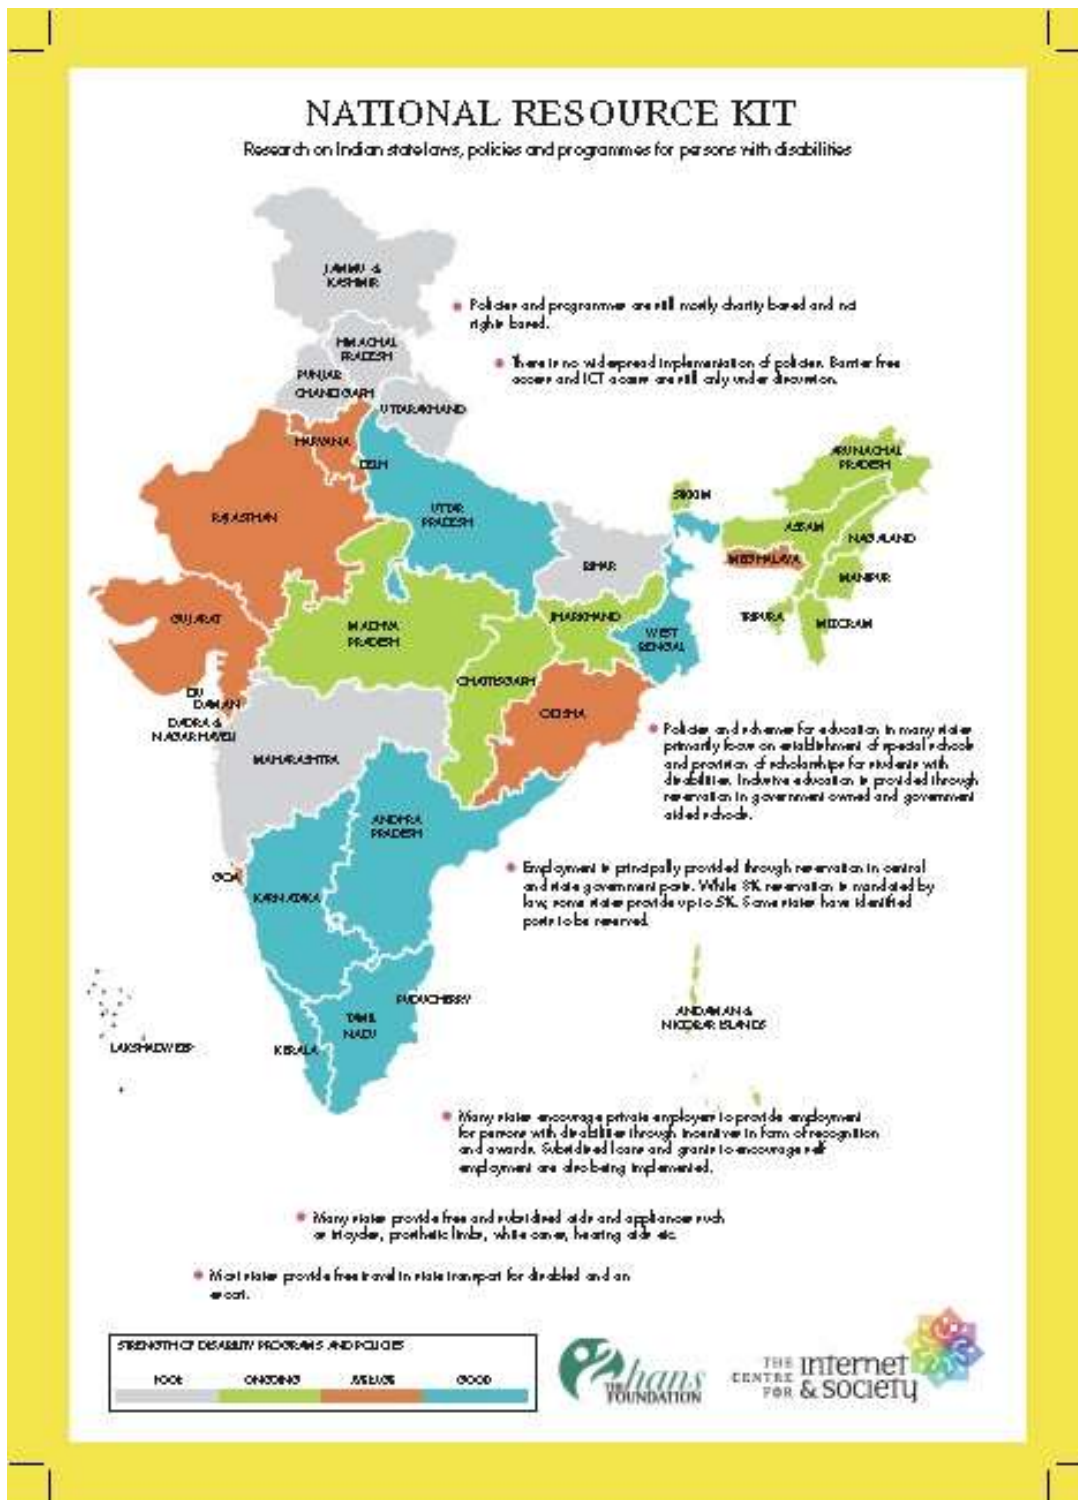 NATIONAL RESOURCE KIT
Research on Indian state laws, policies and programmes for persons with disabilities
JAMMU &
KASHMIR
Policies and programmes are still mostly charity based and not
rights based.
HIMACHAL
PRADESH
There is no widespread implementation of policies. Barrier free
access and ICT access are still only under discussion.
PUNJAB
CHANDIGARH
UTTARAKHAND
HARYANA
DELHI
ARUNACHAL
PRADESH
SIKKIM
RAJASTHAN
UTTAR
PRADESH
ASSAM
NAGALAND
MEGHALAYA
BIHAR
MANIPUR
GUJARAT
MADHYA
PRADESH
JHARKHAND
WEST
BENGAL
TRIPURA
MIZORAM
CHATTISGARH
DIU
DAMAN
DADRA &
NAGAR HAVELI
ODISHA
MAHARASHTRA
Policies and schemes for education in many states
primarily focus on establishment of special schools
and provision of scholarships for students with
disabilities. Inclusive education is provided through
reservation in government owned and government
aided schools.
ANDHRA
PRADESH
GOA
KARNATAKA
Employment is principally provided through reservation in central
and state government posts. While 3% reservation is mandated by
law, some states provide up to 5%. Some states have identified
posts to be reserved.
PUDUCHERRY
ANDAMAN &
NICOBAR ISLANDS
TAMIL
NADU
LAKSHADWEEP
KERALA
Many states encourage private employers to provide employment
for persons with disabilities through incentives in form of recognition
and awards. Subsidised loans and grants to encourage self
employment are also being implemented.
Many states provide free and subsidised aids and appliances such
as tricycles, prosthetic limbs, white canes, hearing aids etc.
Most states provide free travel in state transport for disabled and an
escort.
STRENGTH OF DISABILITY PROGRAMS AND POLICIES
POOR ONGOING AVERAGE GOOD
THE hans
FOUNDATION
THE CENTRE FOR internet
& society